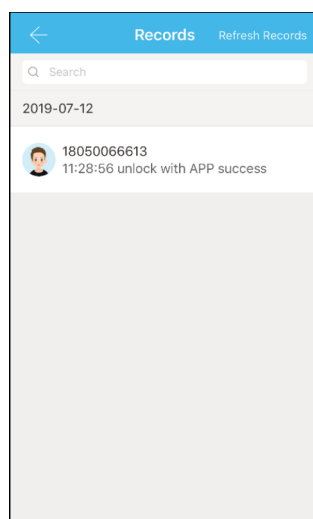 Records Refresh Records
Search
2019-07-12
18050066613
11:28:56 unlock with APP success